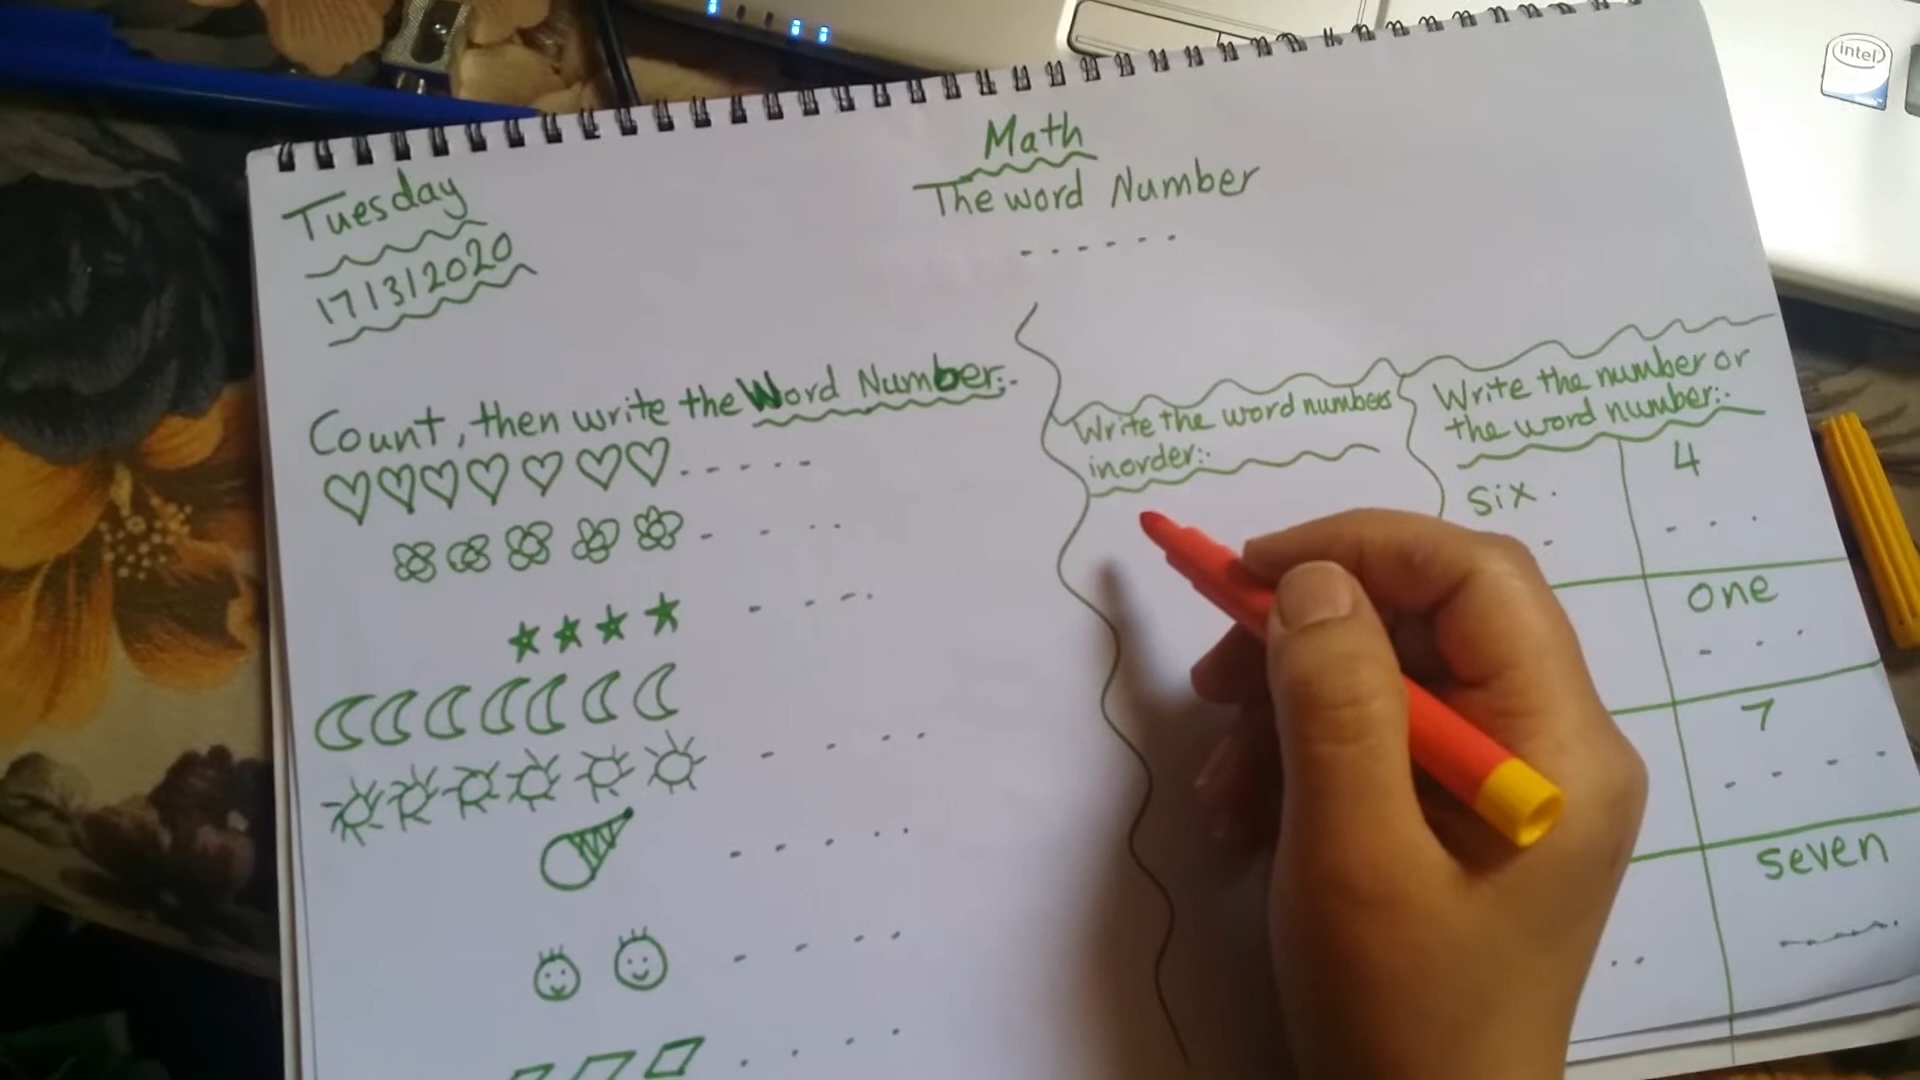 Math
The word Number
Tuesday
17/3/2020
Count, then write the Word Number:-
Write the word numbers
inorder:-
Write the number or
the word number:-
six
4
one
7
seven
intel